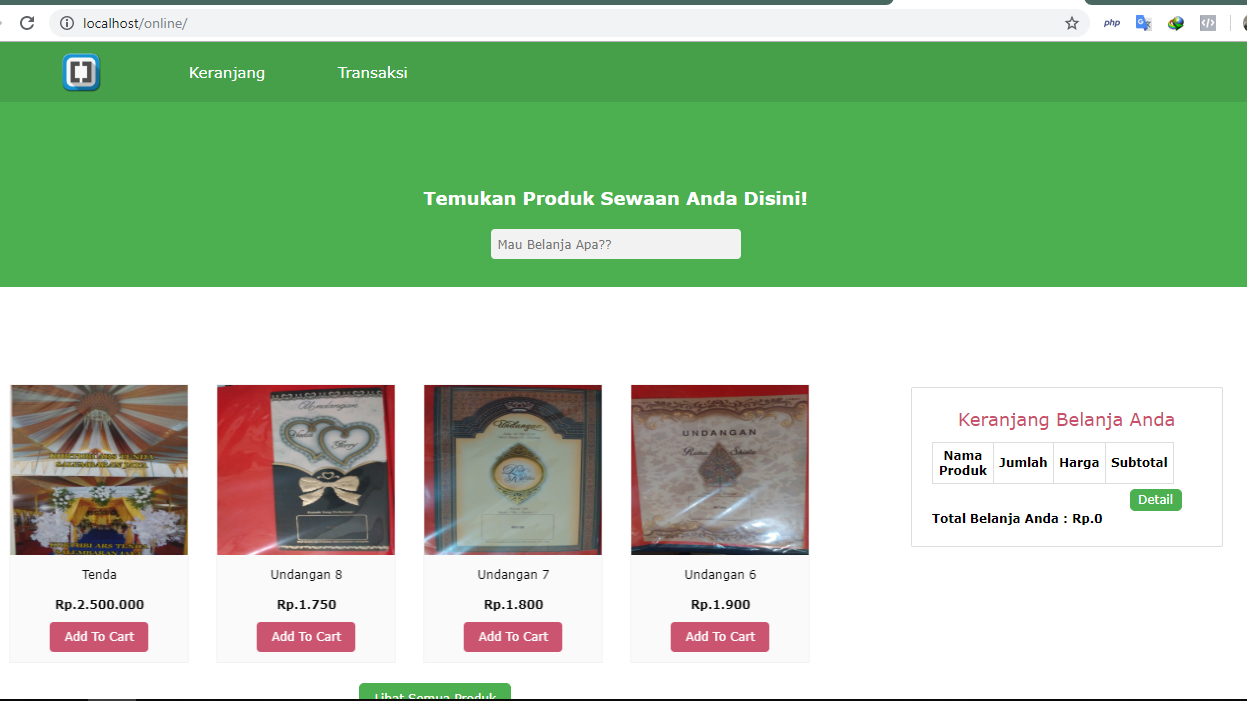 localhost/online/
php
Keranjang
Transaksi
Temukan Produk Sewaan Anda Disini!
Mau Belanja Apa??
Undangan
UNDANGAN
Tenda
Rp.2.500.000
Add To Cart
Undangan 8
Rp.1.750
Add To Cart
Undangan 7
Rp.1.800
Add To Cart
Undangan 6
Rp.1.900
Add To Cart
Lihat Semua Produk
Keranjang Belanja Anda
Nama Produk Jumlah Harga Subtotal
Detail
Total Belanja Anda : Rp.0